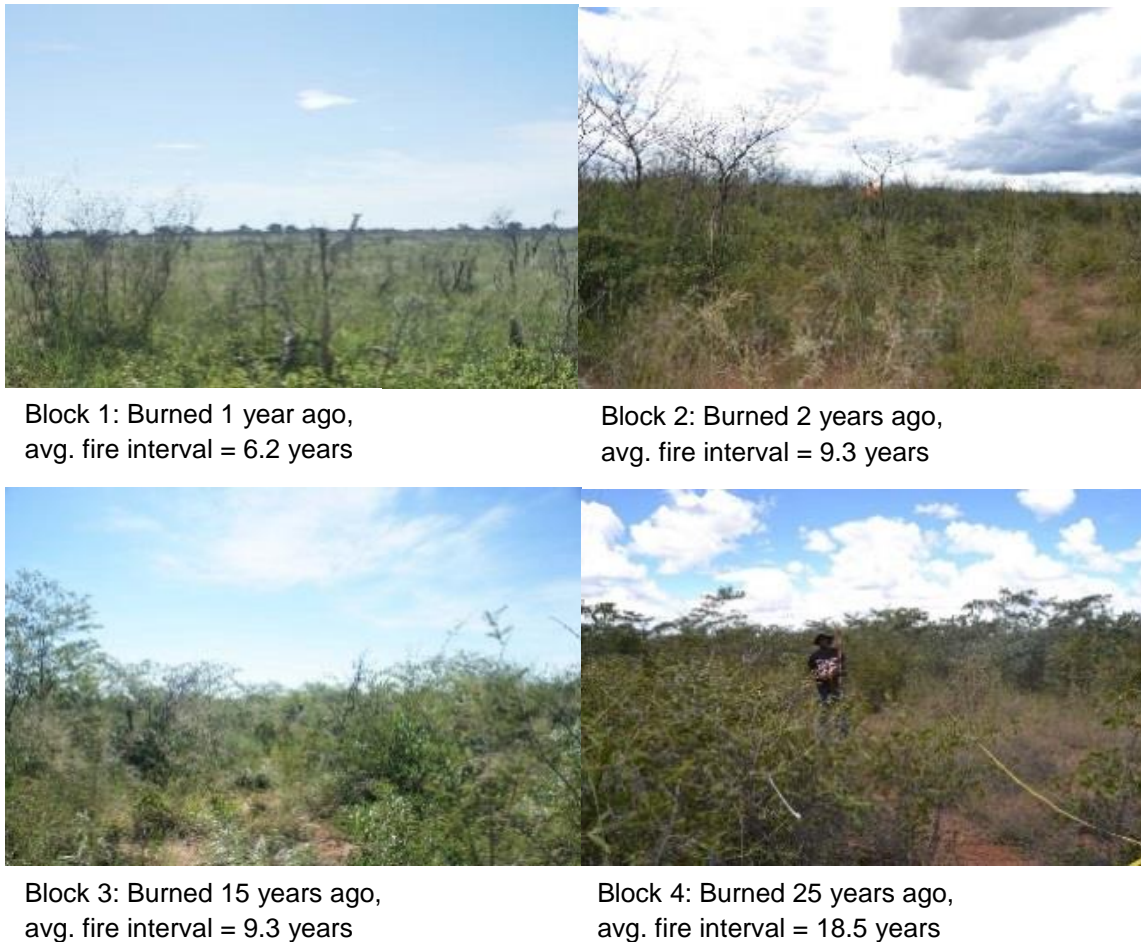 Block 1: Burned 1 year ago,
avg. fire interval = 6.2 years
Block 2: Burned 2 years ago,
avg. fire interval = 9.3 years
Block 3: Burned 15 years ago,
avg. fire interval = 9.3 years
Block 4: Burned 25 years ago,
avg. fire interval = 18.5 years